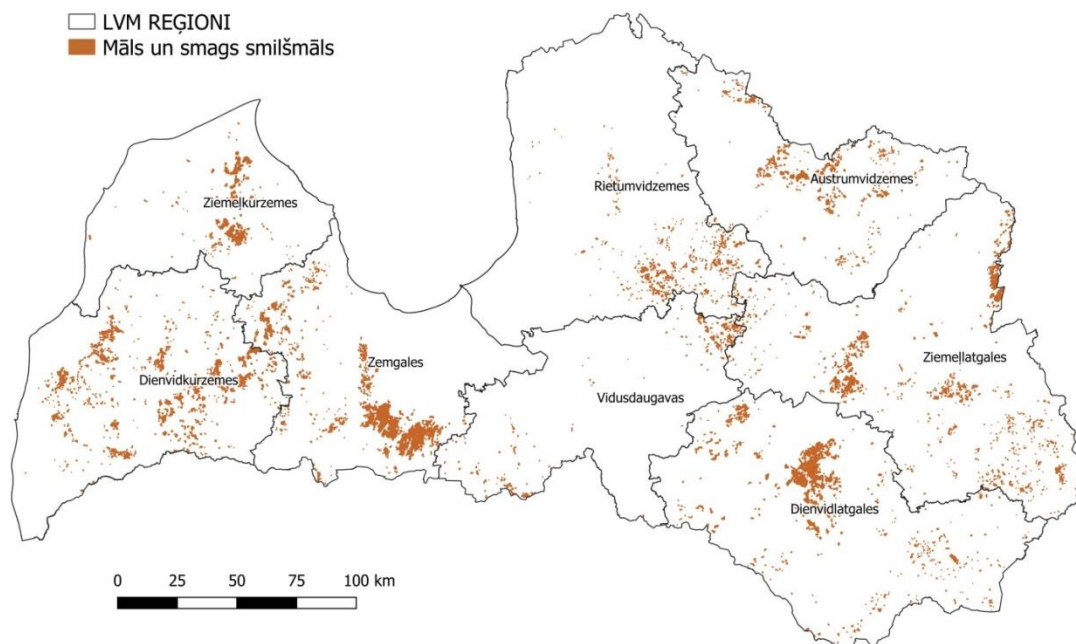 LVM REĢIONI
Māls un smags smilšmāls
Austrumvidzemes
Rietumvidzemes
Ziemeļkurzemes
Ziemeļlatgales
Zemgales
Dienvidkurzemes
Vidusdaugavas
Dienvidlatgales
0 25 50 75 100 km